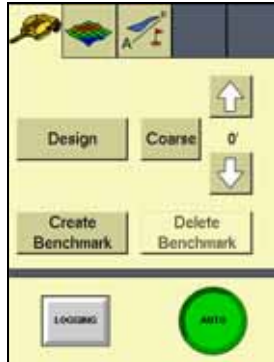 A
Design
Coarse
0'
Create
Benchmark
Delete
Benchmark
LOGGING
AUTO